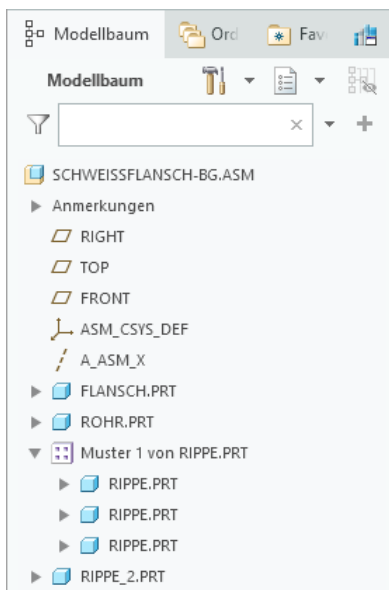 Modellbaum Ord Fav
Modellbaum
SCHWEISSFLANSCH-BG.ASM
Anmerkungen
RIGHT
TOP
FRONT
ASM_CSYS_DEF
A_ASM_X
FLANSCH.PRT
ROHR.PRT
Muster 1 von RIPPE.PRT
RIPPE.PRT
RIPPE.PRT
RIPPE.PRT
RIPPE_2.PRT